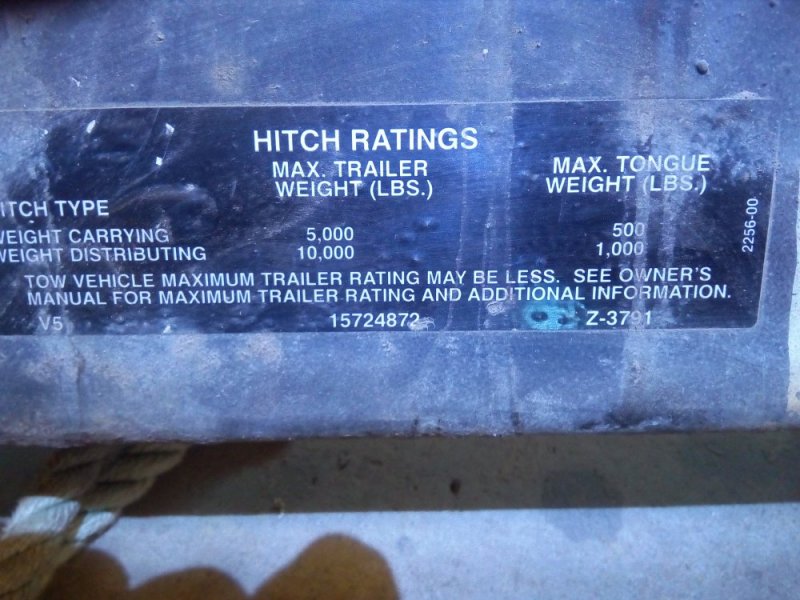 HITCH RATINGS
MAX. TRAILER
WEIGHT (LBS.)
MAX. TONGUE
WEIGHT (LBS.)
ITCH TYPE
WEIGHT CARRYING 5,000 500
WEIGHT DISTRIBUTING 10,000 1,000
TOW VEHICLE MAXIMUM TRAILER RATING MAY BE LESS. SEE OWNER'S
MANUAL FOR MAXIMUM TRAILER RATING AND ADDITIONAL INFORMATION.
V5 15724872 Z-3791
2256-00